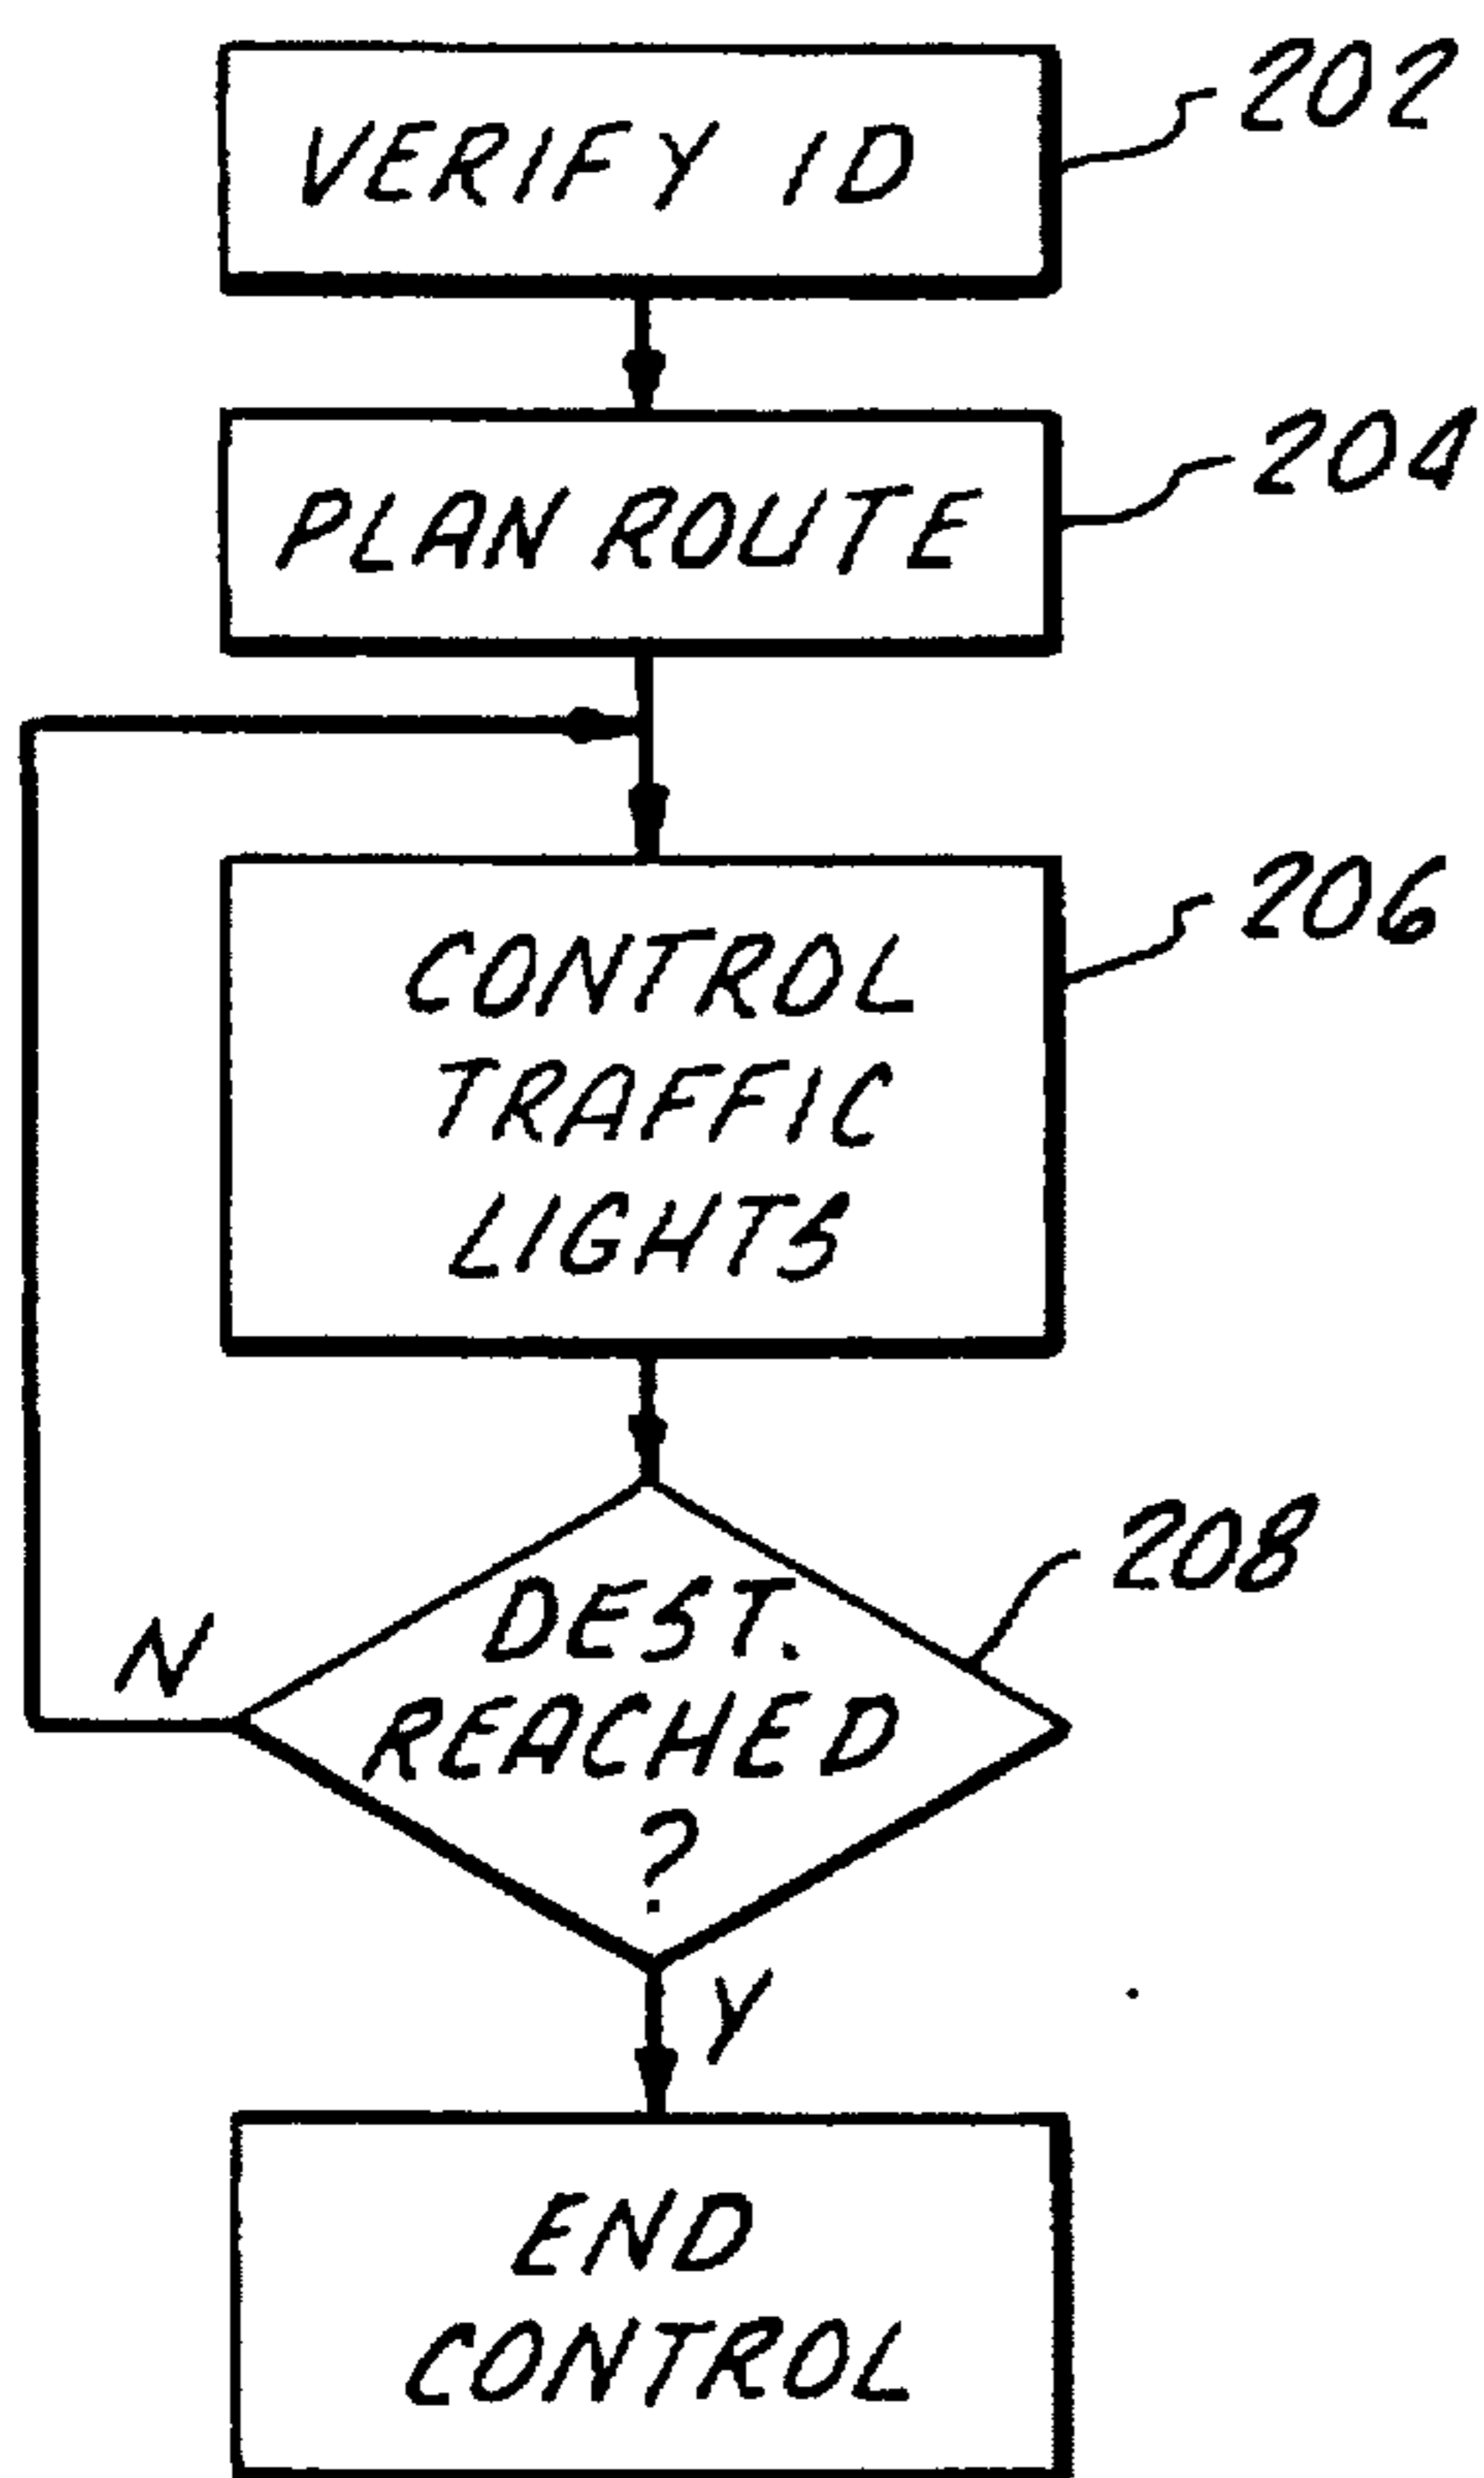 VERIFY ID
202
PLAN ROUTE
204
CONTROL
TRAFFIC
LIGHTS
206
DEST.
REACHED
?
208
N
Y
END
CONTROL